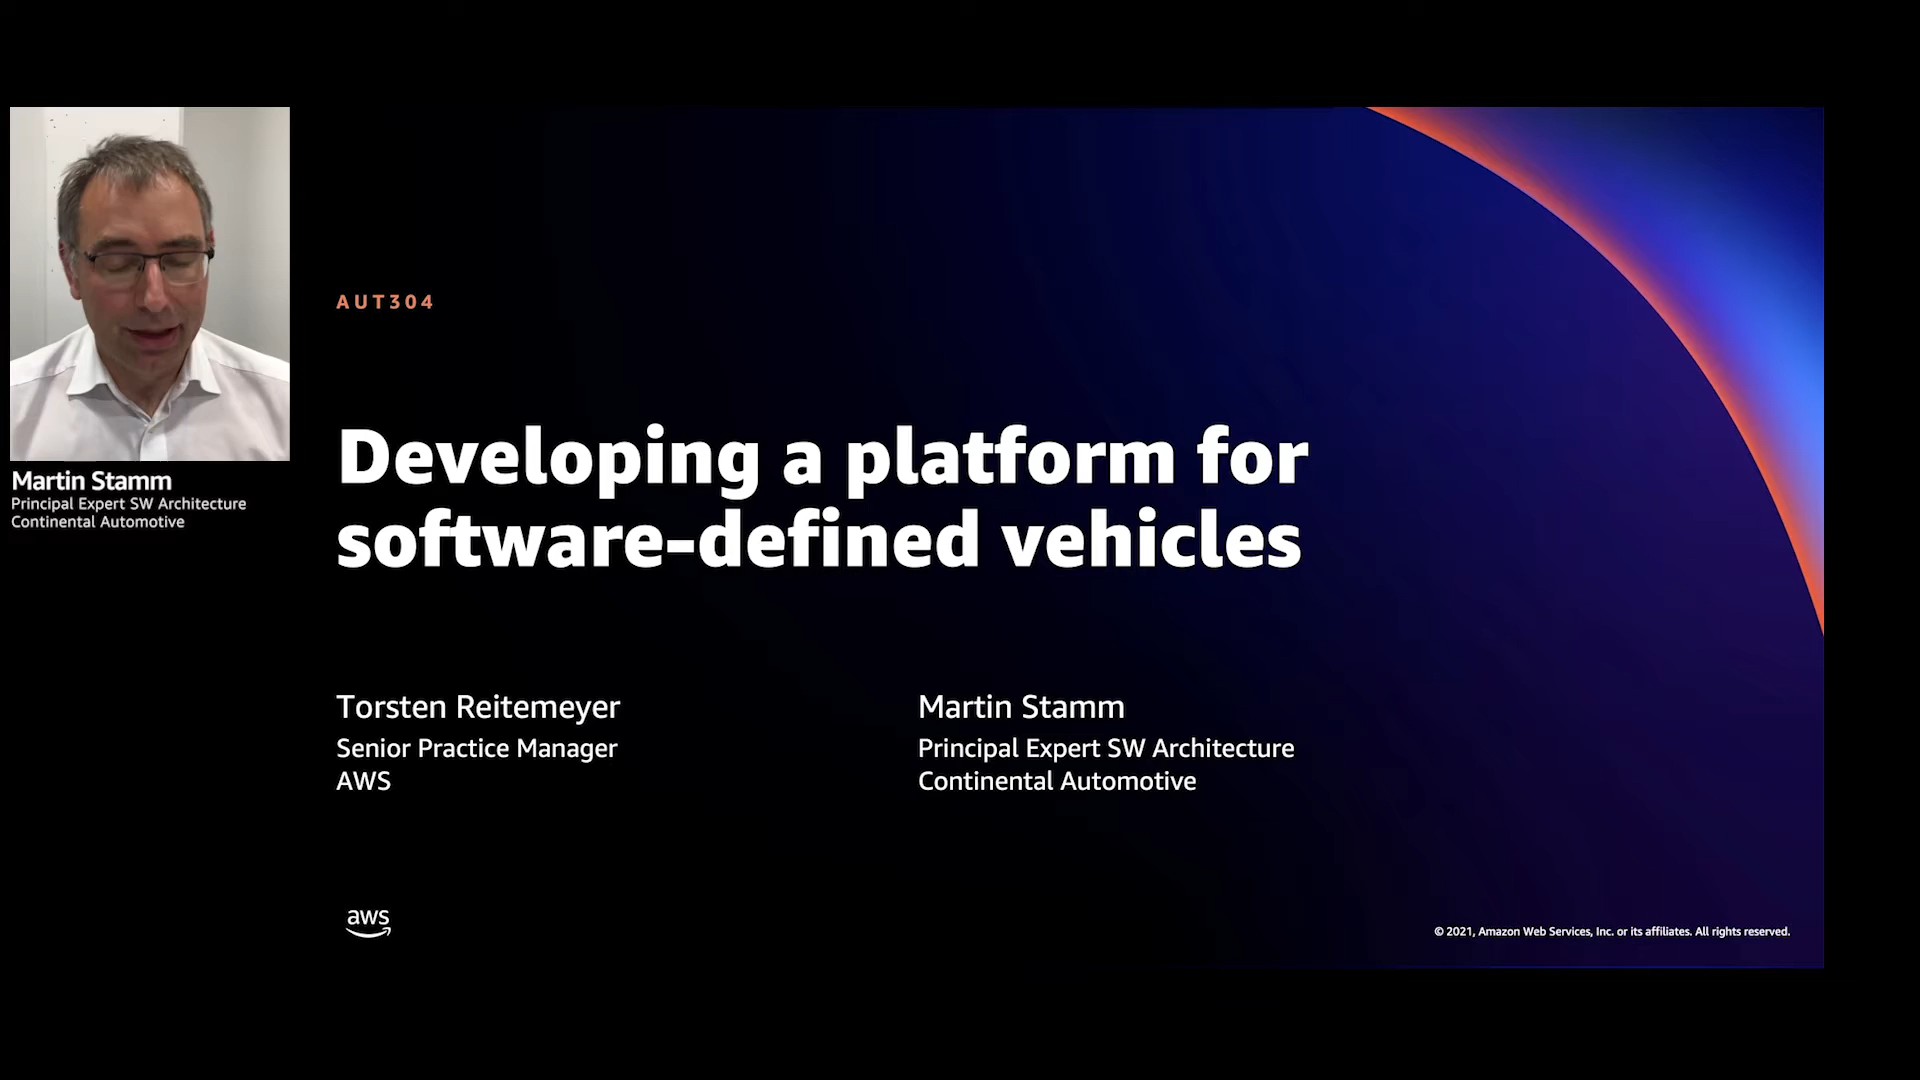 Martin Stamm
Principal Expert SW Architecture
Continental Automotive
AUT304
Developing a platform for
software-defined vehicles
Torsten Reitemeyer
Senior Practice Manager
AWS
Martin Stamm
Principal Expert SW Architecture
Continental Automotive
aws
© 2021, Amazon Web Services, Inc. or its affiliates. All rights reserved.